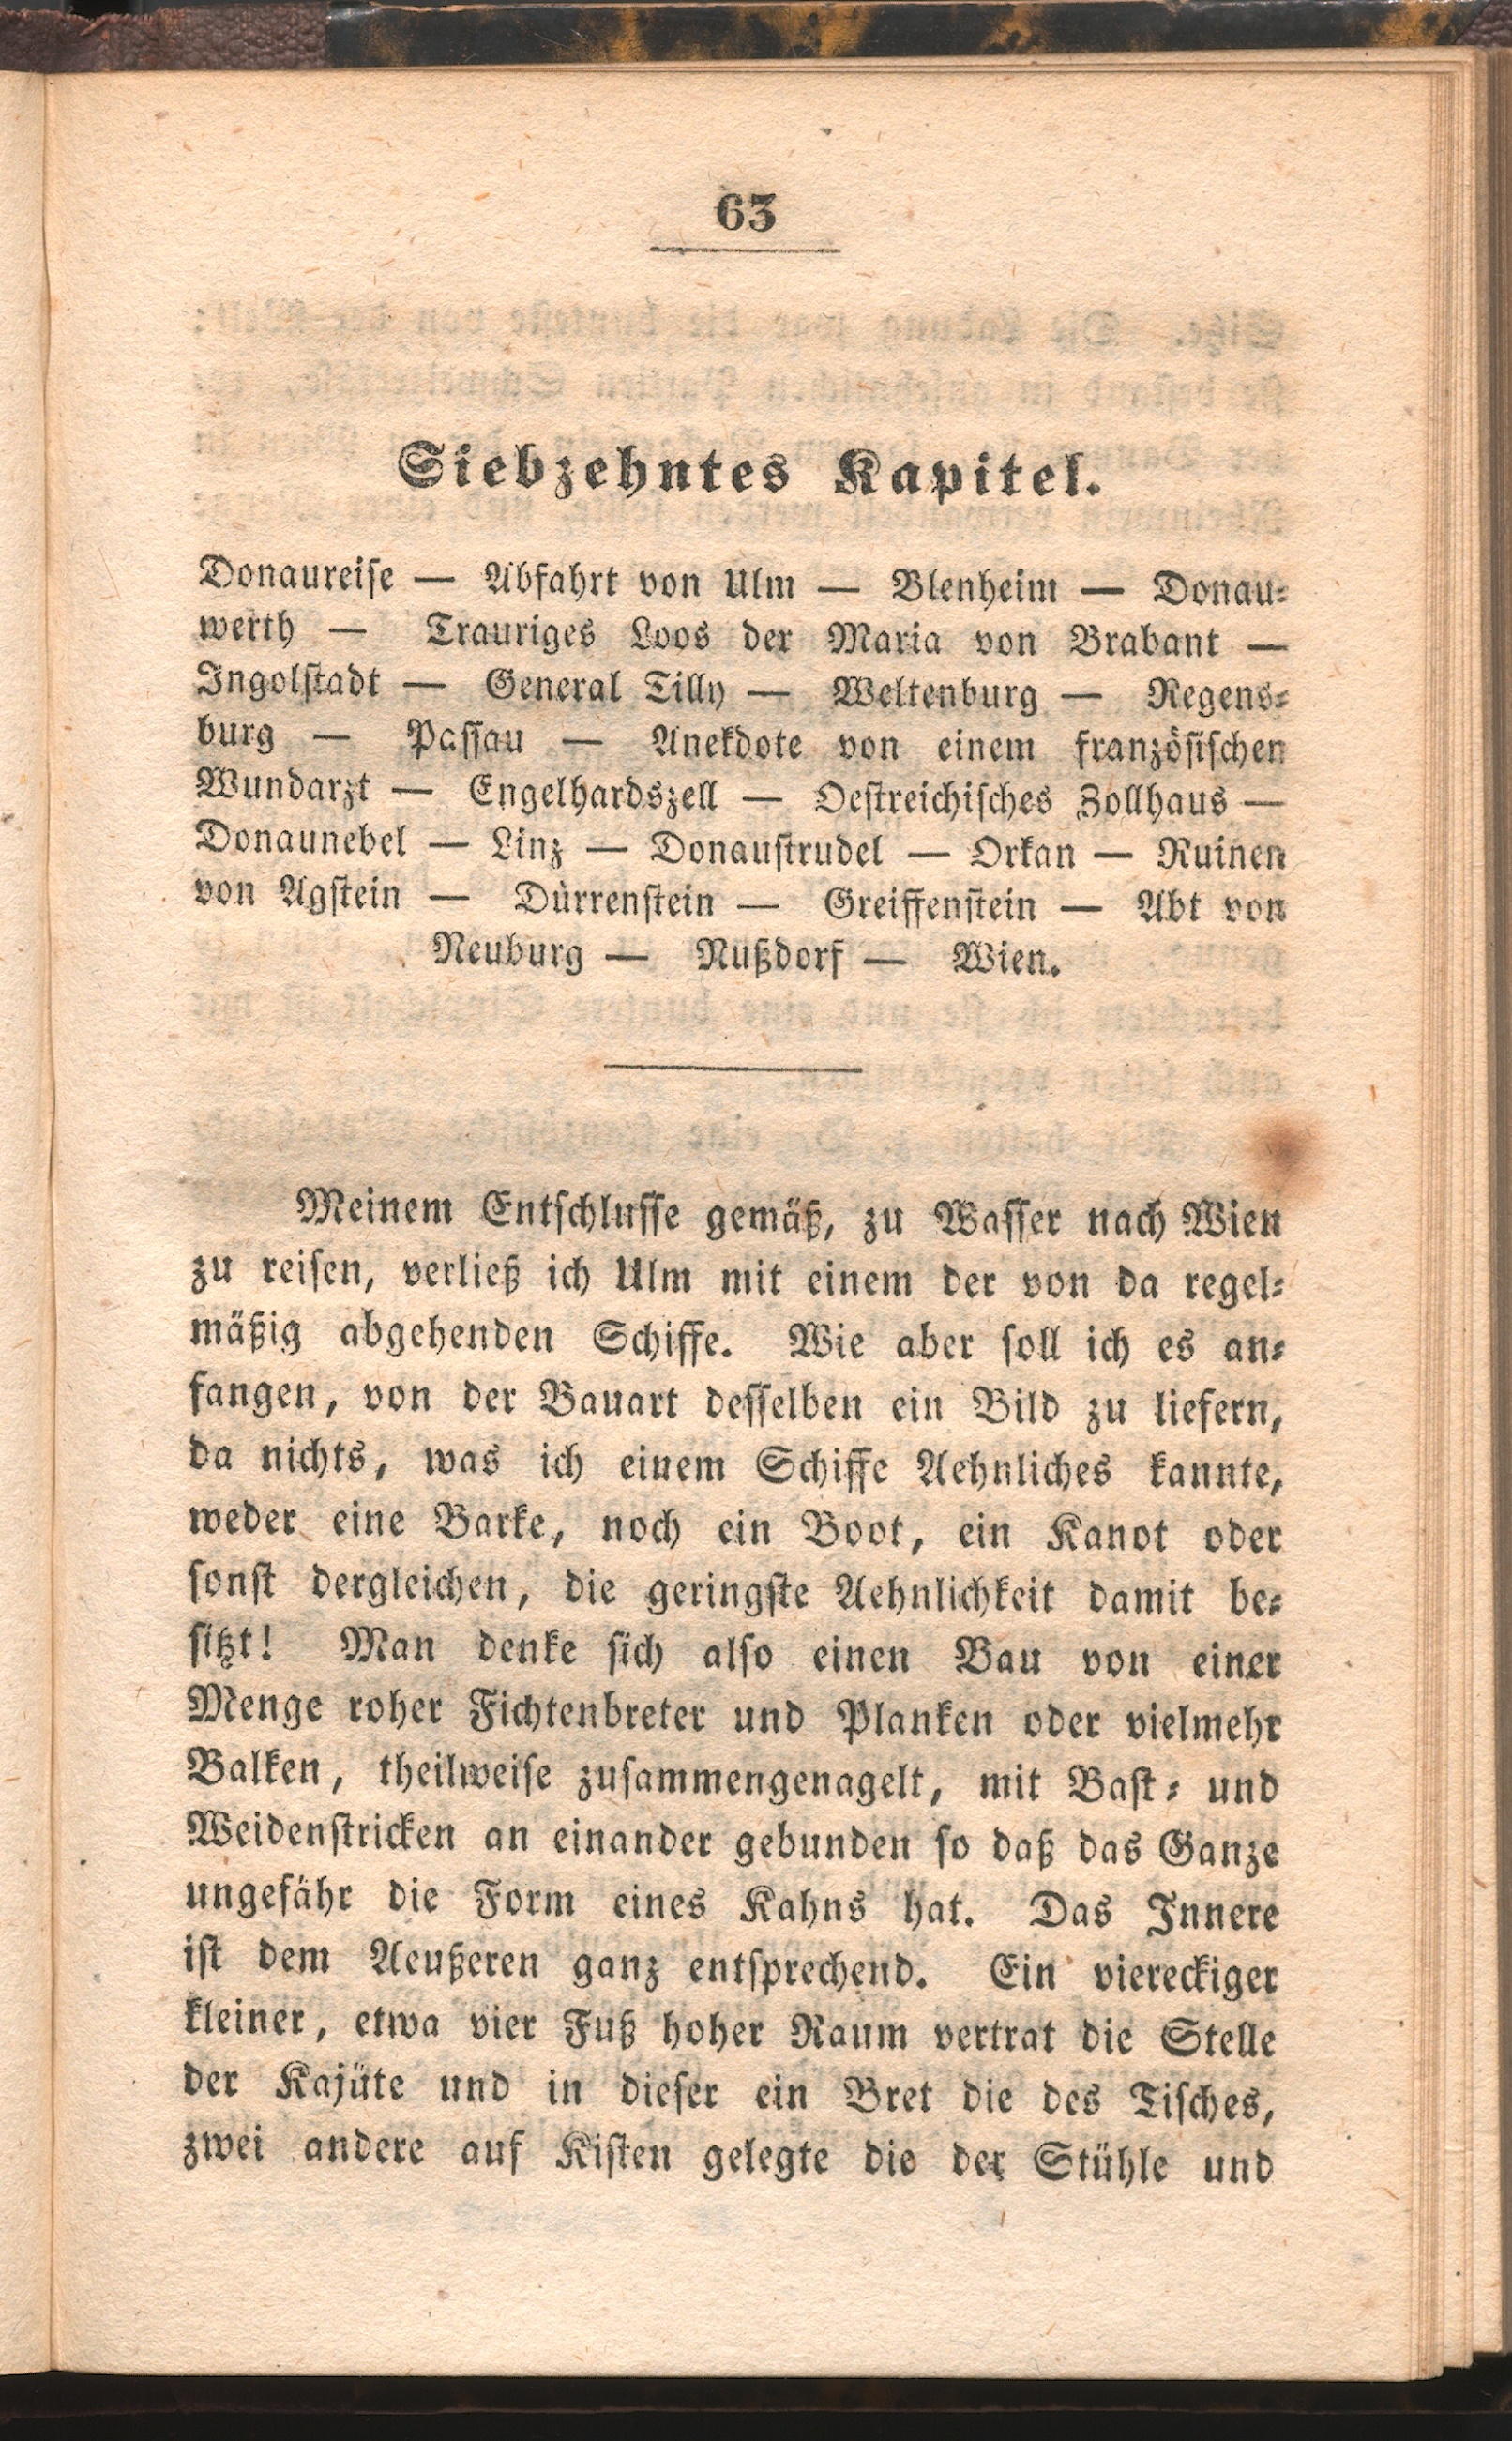 63
Siebzehntes Kapitel.
Donaureise — Abfahrt von Ulm — Blenheim — Donau-
werth — Trauriges Loos der Maria von Brabant —
Ingolstadt — General Tilly — Weltenburg — Regens-
burg — Passau — Anekdote von einem französischen
Wundarzt — Engelhardszell — Oestreichisches Zollhaus —
Donaunebel — Linz — Donaustrudel — Orkan — Ruinen
von Agstein — Dürrenstein — Greiffenstein — Abt von
Neuburg — Nußdorf — Wien.
Meinem Entschlusse gemäß, zu Wasser nach Wien
zu reisen, verließ ich Ulm mit einem der von da regel-
mäßig abgehenden Schiffe. Wie aber soll ich es an-
fangen, von der Bauart desselben ein Bild zu liefern,
da nichts, was ich einem Schiffe Aehnliches kannte,
weder eine Barke, noch ein Boot, ein Kanot oder
sonst dergleichen, die geringste Aehnlichkeit damit be-
sitzt! Man denke sich also einen Bau von einer
Menge roher Fichtenbreter und Planken oder vielmehr
Balken, theilweise zusammengenagelt, mit Bast- und
Weidenstricken an einander gebunden so daß das Ganze
ungefähr die Form eines Kahns hat. Das Innere
ist dem Aeußeren ganz entsprechend. Ein viereckiger
kleiner, etwa vier Fuß hoher Raum vertrat die Stelle
der Kajüte und in dieser ein Bret die des Tisches,
zwei andere auf Kisten gelegte die der Stühle und